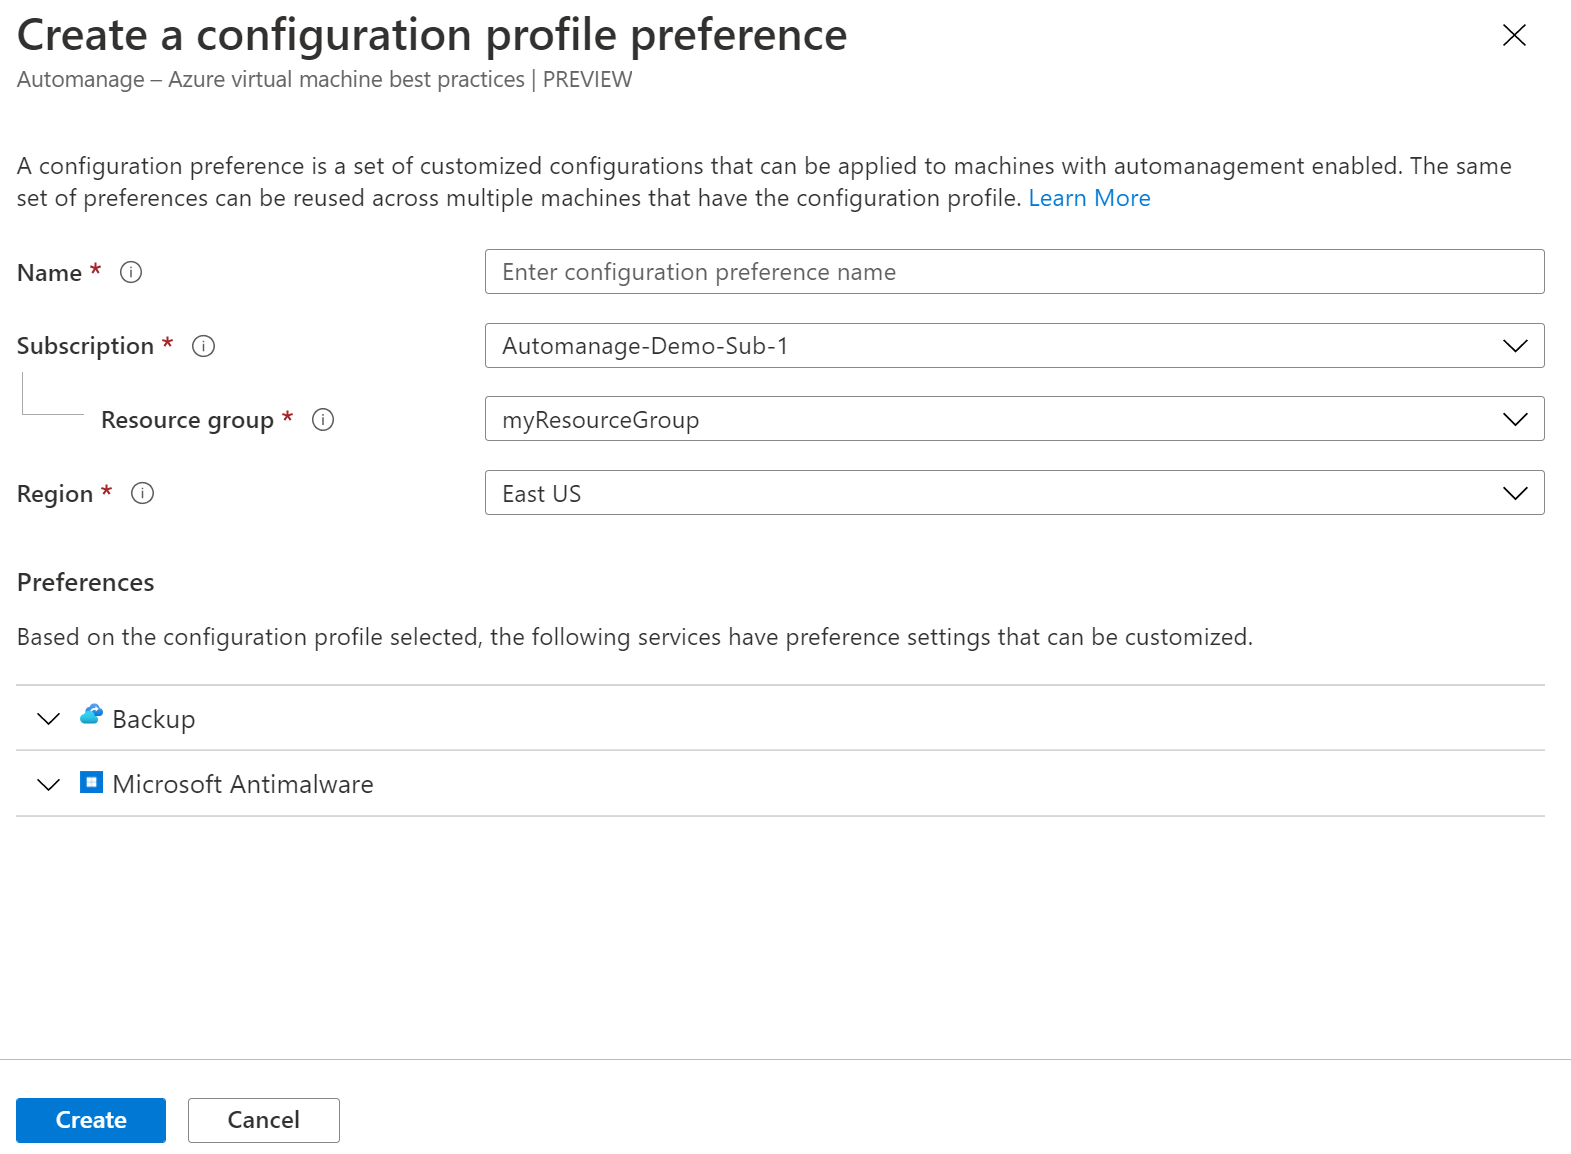 Create a configuration profile preference
Automanage – Azure virtual machine best practices | PREVIEW
A configuration preference is a set of customized configurations that can be applied to machines with automanagement enabled. The same
set of preferences can be reused across multiple machines that have the configuration profile. Learn More
Name *
Enter configuration preference name
Subscription *
Automanage-Demo-Sub-1
Resource group *
myResourceGroup
Region *
East US
Preferences
Based on the configuration profile selected, the following services have preference settings that can be customized.
Backup
Microsoft Antimalware
Create
Cancel